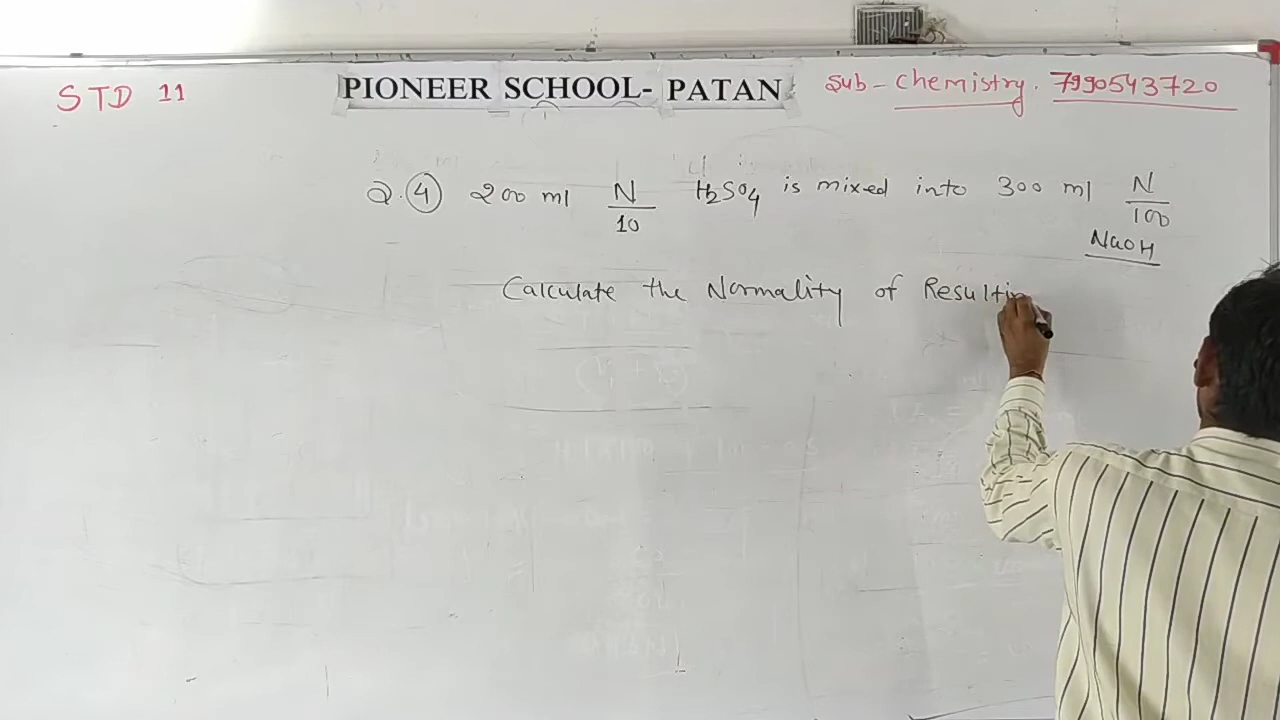 STD 11 PIONEER SCHOOL- PATAN Sub - Chemistry. 7990543720
Q.④ 200 ml N/10 H₂SO₄ is mixed into 300 ml N/100
NaOH
Calculate the Normality of Resultin